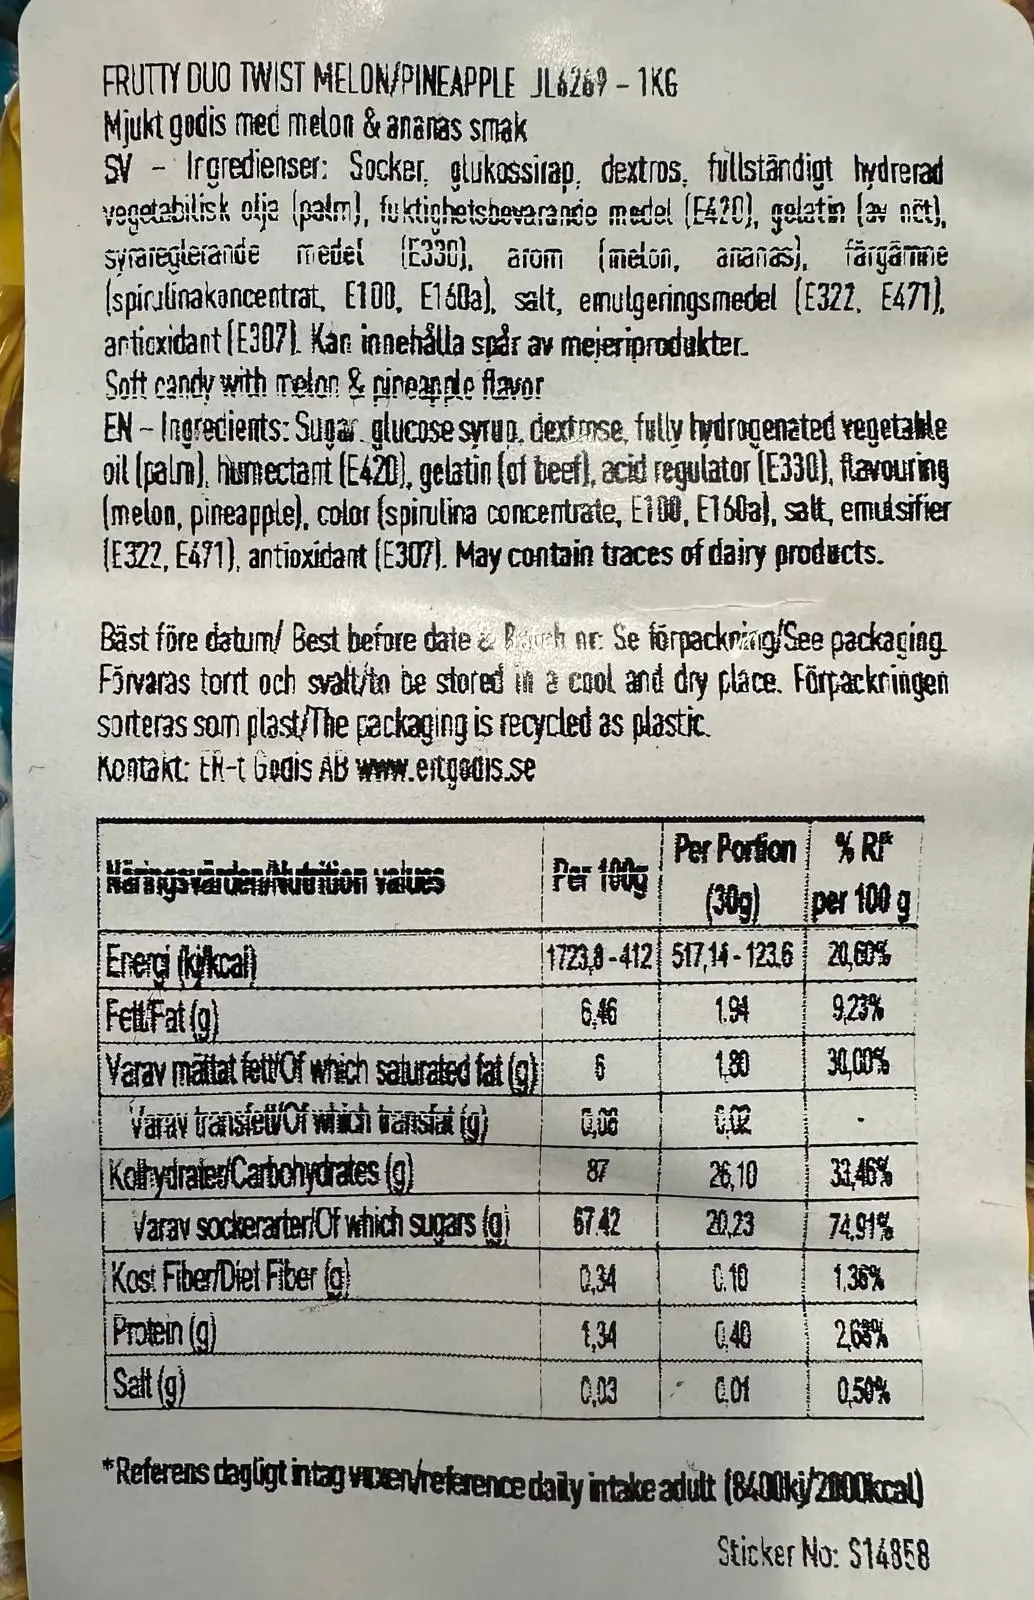 FRUTTY DUO TWIST MELON/PINEAPPLE JL6269 - 1KG
Mjukt godis med melon & ananas smak
SV - Ingredienser: Socker, glukossirap, dextros, fullständigt hydrerad
vegetabilisk olja (palm), fuktighetsbevarande medel (E420), gelatin (av nöt),
syrareglerande medel (E330), arom (melon, ananas), färgämne
(spirulinakoncentrat, E100, E160a), salt, emulgeringsmedel (E322, E471),
antioxidant (E307). Kan innehålla spår av mejeriprodukter.
Soft candy with melon & pineapple flavor
EN - Ingredients: Sugar, glucose syrup, dextrose, fully hydrogenated vegetable
oil (palm), humectant (E420), gelatin (of beef), acid regulator (E330), flavouring
(melon, pineapple), color (spirulina concentrate, E100, E160a), salt, emulsifier
(E322, E471), antioxidant (E307). May contain traces of dairy products.
Bäst före datum/ Best before date & Batch nr: Se förpackning/See packaging
Förvaras torrt och svalt/to be stored in a cool and dry place. Förpackningen
sorteras som plast/The packaging is recycled as plastic.
Kontakt: ER-t Godis AB www.ertgodis.se
Näringsvärden/Nutrition values Per 100g Per Portion (30g) % RI* per 100 g
Energi (kj/kcal) 1723,8 - 412 517,14 - 123,6 20,60%
Fett/Fat (g) 6,46 1.94 9,23%
Varav mättat fett/Of which saturated fat (g) 6 1,80 30,00%
Varav transfett/Of which transfat (g) 0,06 0,02 -
Kolhydrater/Carbohydrates (g) 87 26,10 33,46%
Varav sockerarter/Of which sugars (g) 67.42 20,23 74,91%
Kost Fiber/Diet Fiber (g) 0,34 0.10 1,36%
Protein (g) 1,34 0,40 2,68%
Salt (g) 0,03 0.01 0,50%
*Referens dagligt intag vuxen/reference daily intake adult (8400kj/2000kcal)
Sticker No: S14858